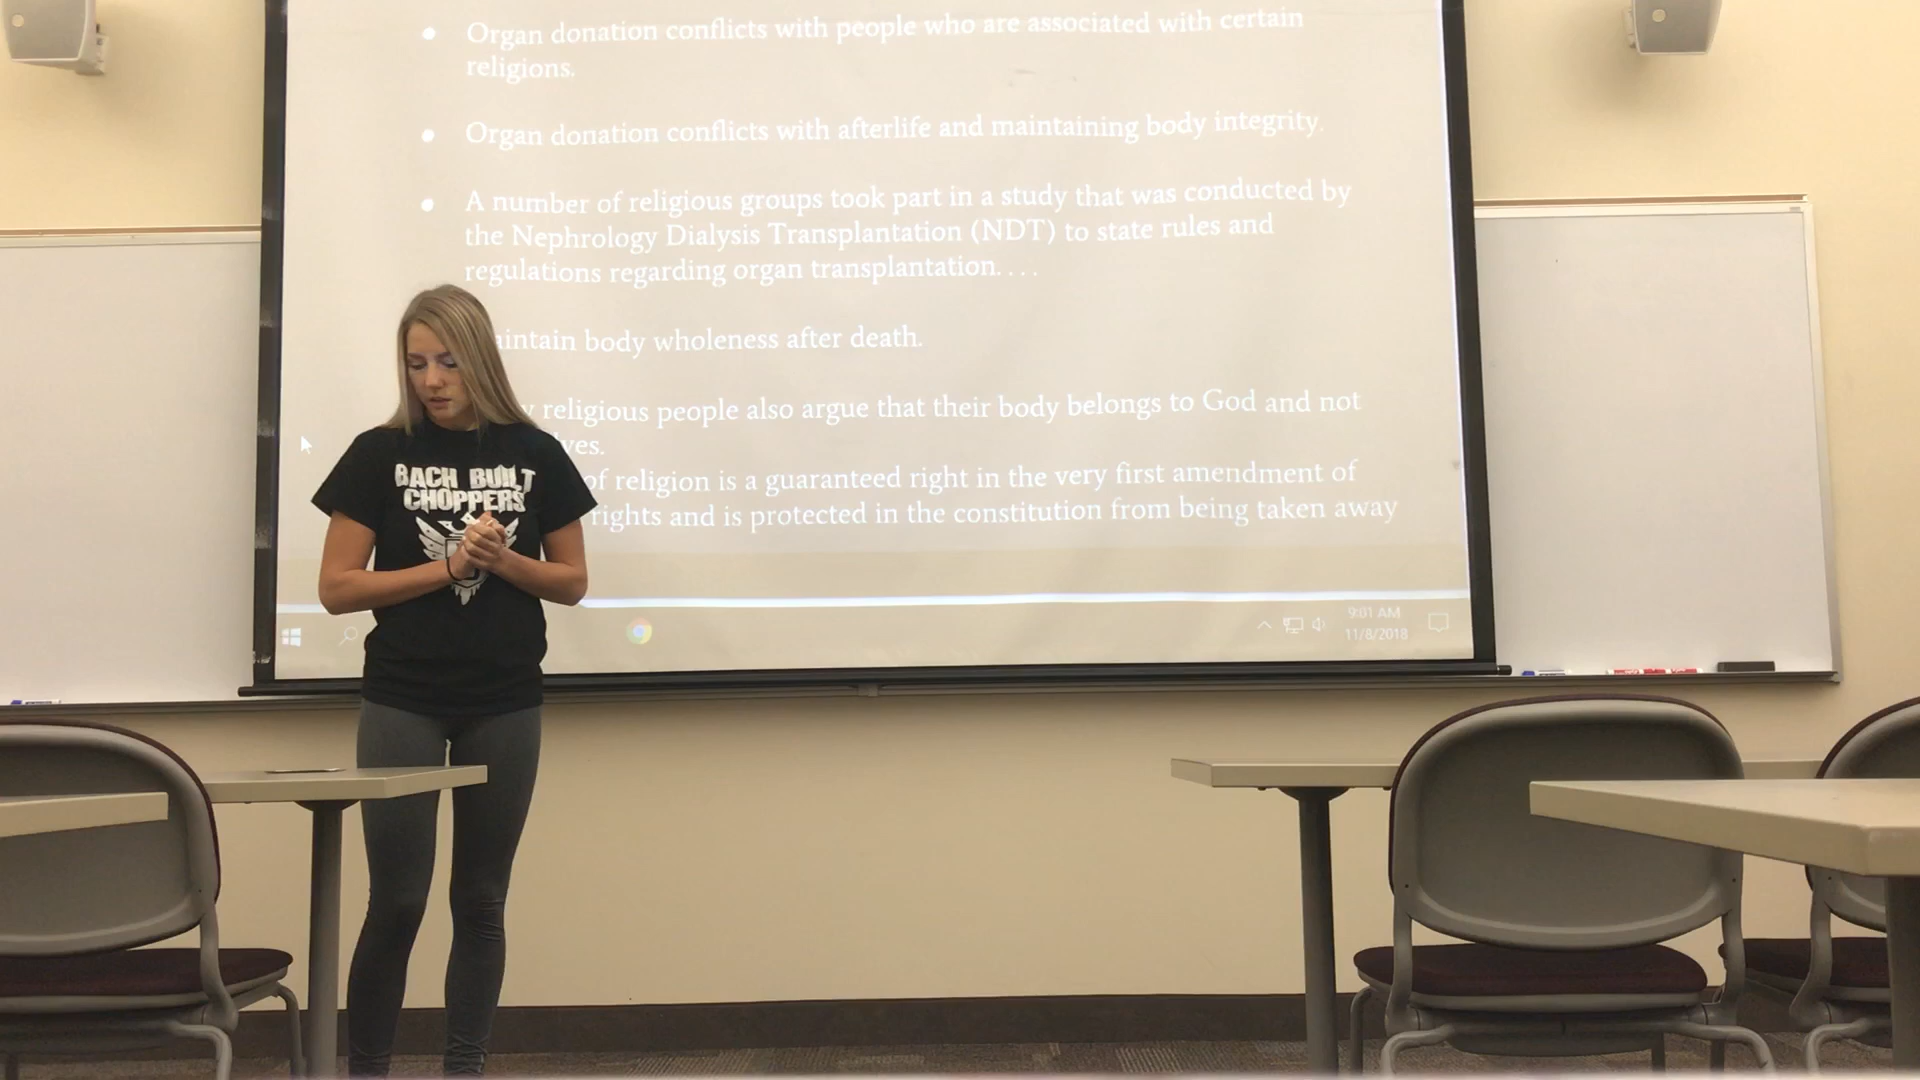 Organ donation conflicts with people who are associated with certain
religions.
Organ donation conflicts with afterlife and maintaining body integrity.
A number of religious groups took part in a study that was conducted by
the Nephrology Dialysis Transplantation (NDT) to state rules and
regulations regarding organ transplantation....
aintain body wholeness after death.
religious people also argue that their body belongs to God and not
ves.
of religion is a guaranteed right in the very first amendment of
rights and is protected in the constitution from being taken away
BACH BUILT
CHOPPERS
9:01 AM
11/8/2018